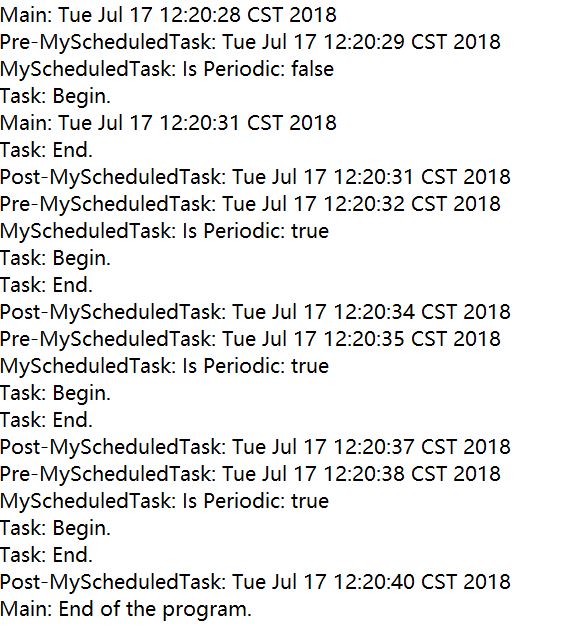 Main: Tue Jul 17 12:20:28 CST 2018
Pre-MyScheduledTask: Tue Jul 17 12:20:29 CST 2018
MyScheduledTask: Is Periodic: false
Task: Begin.
Main: Tue Jul 17 12:20:31 CST 2018
Task: End.
Post-MyScheduledTask: Tue Jul 17 12:20:31 CST 2018
Pre-MyScheduledTask: Tue Jul 17 12:20:32 CST 2018
MyScheduledTask: Is Periodic: true
Task: Begin.
Task: End.
Post-MyScheduledTask: Tue Jul 17 12:20:34 CST 2018
Pre-MyScheduledTask: Tue Jul 17 12:20:35 CST 2018
MyScheduledTask: Is Periodic: true
Task: Begin.
Task: End.
Post-MyScheduledTask: Tue Jul 17 12:20:37 CST 2018
Pre-MyScheduledTask: Tue Jul 17 12:20:38 CST 2018
MyScheduledTask: Is Periodic: true
Task: Begin.
Task: End.
Post-MyScheduledTask: Tue Jul 17 12:20:40 CST 2018
Main: End of the program.